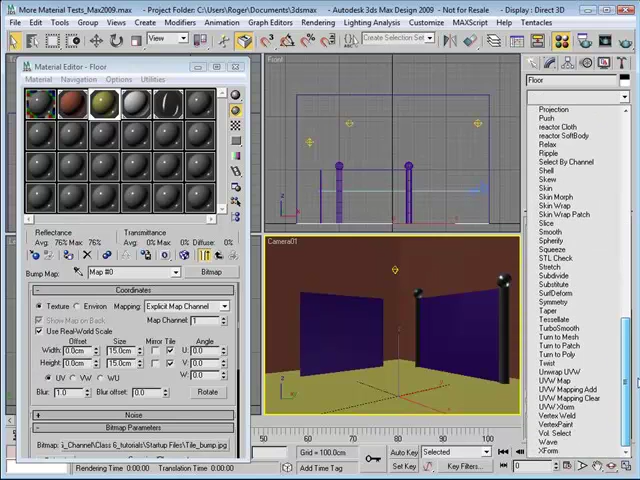 More Material Tests_Max2009.max - Project Folder: C:\Users\Roger\Documents\3dsmax - Autodesk 3ds Max Design 2009 - Not for Resale - Display : Direct 3D
File Edit Tools Group Views Create Modifiers Animation Graph Editors Rendering Lighting Analysis Customize MAXScript Help Tentacles
View
Create Selection Set
Material Editor - Floor
Material Navigation Options Utilities
Reflectance Transmittance
Avg: 76% Max: 76% Avg: 0% Max: 0% Diffuse: 0%
Bump Map: Map #0 Bitmap
Coordinates
Texture Environ Mapping: Explicit Map Channel
Show Map on Back Map Channel: 1
Use Real-World Scale
Offset Size Mirror Tile Angle
Width: 0.0cm 15.0cm U: 0.0
Height: 0.0cm 15.0cm V: 0.0
UV VW WU W: 0.0
Blur: 1.0 Blur offset: 0.0 Rotate
Noise
Bitmap Parameters
Bitmap: i_Channel\Class 6_tutorials\Startup Files\Tile_bump.jpg
Rendering Time 0:00:00 Translation Time 0:00:00
Front
z
x
Camera01
50 60 70 80 90 100
Grid = 100.0cm
Add Time Tag
Auto Key Selected
Set Key Key Filters...
0
Floor
Projection
Push
reactor Cloth
reactor SoftBody
Relax
Ripple
Select By Channel
Shell
Skew
Skin
Skin Morph
Skin Wrap
Skin Wrap Patch
Slice
Smooth
Spherify
Squeeze
STL Check
Stretch
Subdivide
Substitute
SurfDeform
Symmetry
Taper
Tessellate
TurboSmooth
Turn to Mesh
Turn to Patch
Turn to Poly
Twist
Unwrap UVW
UVW Map
UVW Mapping Add
UVW Mapping Clear
UVW Xform
Vertex Weld
VertexPaint
Vol. Select
Wave
XForm